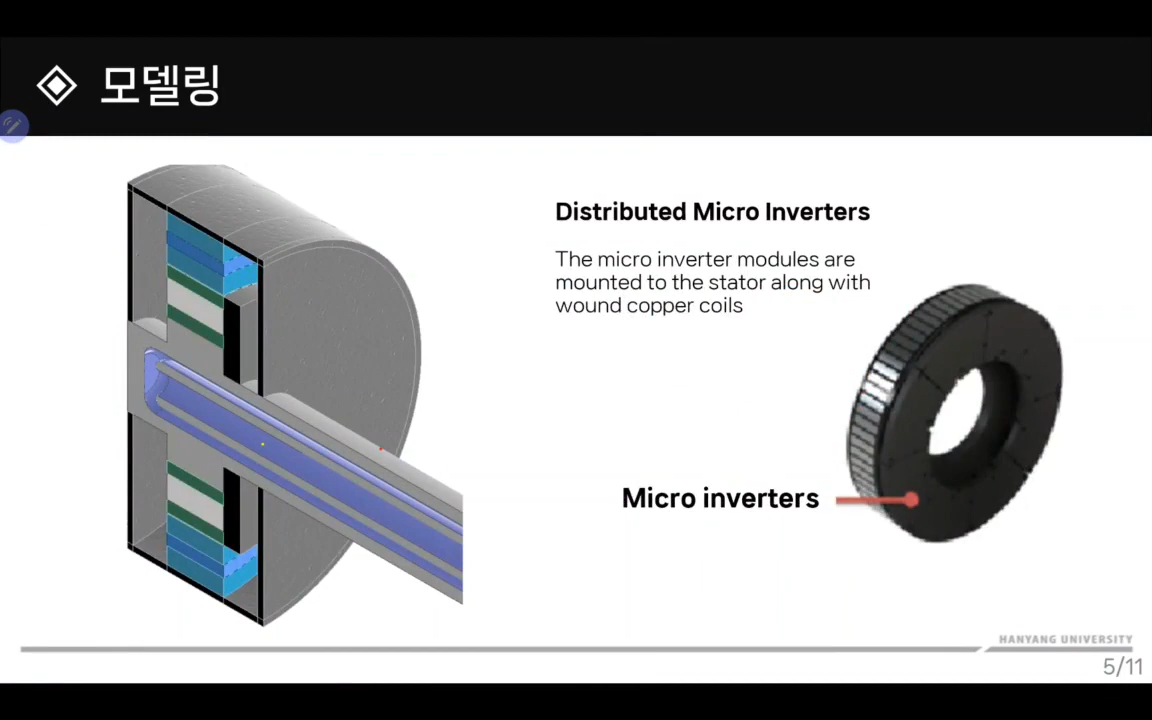 모델링
Distributed Micro Inverters
The micro inverter modules are
mounted to the stator along with
wound copper coils
Micro inverters
HANYANG UNIVERSITY
5/11